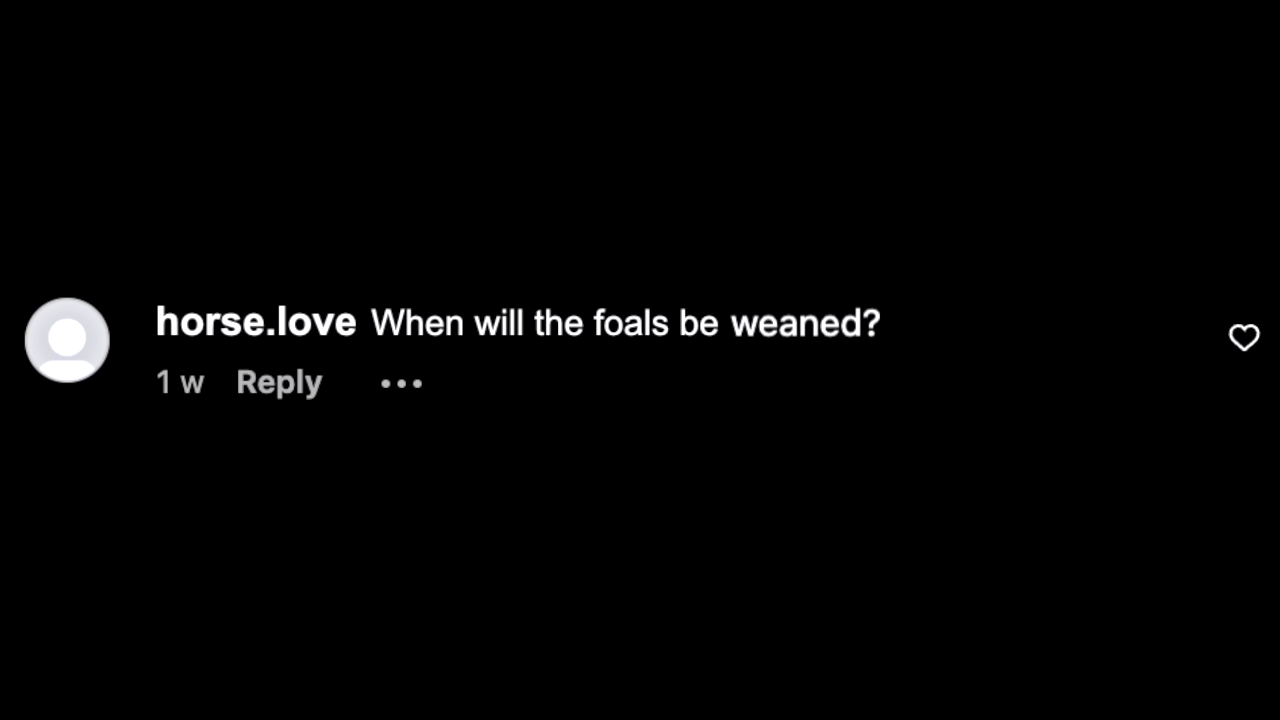 horse.love When will the foals be weaned?
1 w Reply •••